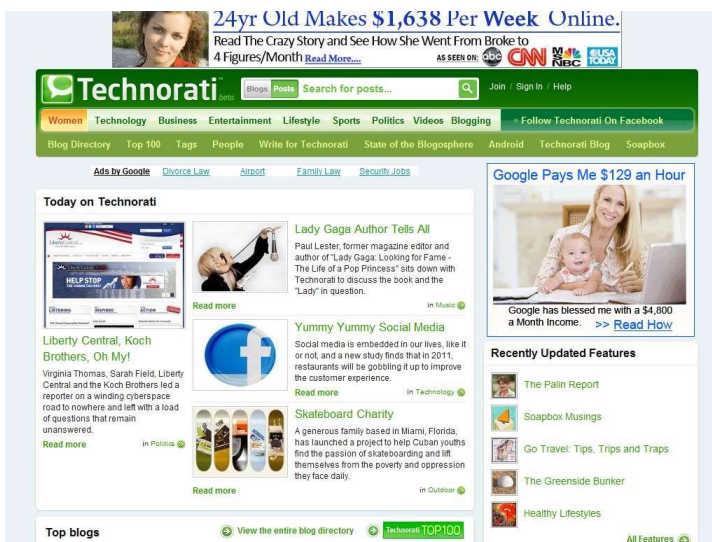 24yr Old Makes $1,638 Per Week Online.
Read The Crazy Story and See How She Went From Broke to
4 Figures/Month Read More.... AS SEEN ON: abc CNN MSNBC USA TODAY
Technorati beta
Blogs Posts Search for posts...
Join / Sign In / Help
Women Technology Business Entertainment Lifestyle Sports Politics Videos Blogging » Follow Technorati On Facebook
Blog Directory Top 100 Tags People Write for Technorati State of the Blogosphere Android Technorati Blog Soapbox
Ads by Google Divorce Law Airport Family Law Security Jobs
Today on Technorati
HELP STOP
LISTENING INSPIRED ACTION
Liberty Central, Koch
Brothers, Oh My!
Virginia Thomas, Sarah Field, Liberty
Central and the Koch Brothers led a
reporter on a winding cyberspace
road to nowhere and left with a load
of questions that remain
unanswered.
Read more in Politics
Lady Gaga Author Tells All
Paul Lester, former magazine editor and
author of "Lady Gaga: Looking for Fame -
The Life of a Pop Princess" sits down with
Technorati to discuss the book and the
"Lady" in question.
Read more in Music
Yummy Yummy Social Media
Social media is embedded in our lives, like it
or not, and a new study finds that in 2011,
restaurants will be gobbling it up to improve
the customer experience.
Read more in Technology
Skateboard Charity
A generous family based in Miami, Florida,
has launched a project to help Cuban youths
find the passion of skateboarding and lift
themselves from the poverty and oppression
they face daily.
Read more in Outdoor
Google Pays Me $129 an Hour
Google has blessed me with a $4,800
a Month Income. >> Read How
Recently Updated Features
The Palin Report
Soapbox Musings
Go Travel: Tips, Trips and Traps
The Greenside Bunker
Healthy Lifestyles
All Features
Top blogs View the entire blog directory Technorati TOP100